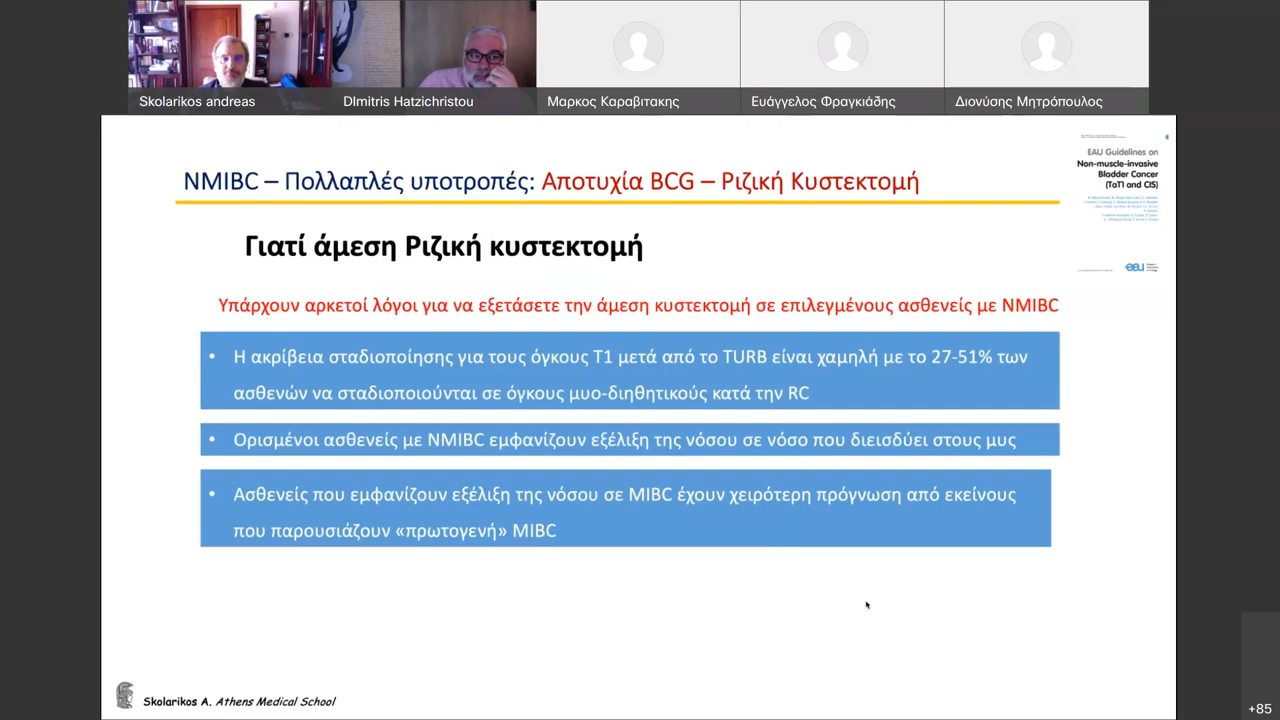 Skolarikos andreas
DImitris Hatzichristou
Μαρκος Καραβιτακης
Ευάγγελος Φραγκιάδης
Διονύσης Μητρόπουλος
EAU Guidelines on
Non-muscle-invasive
Bladder Cancer
(TaT1 and CIS)
eau
NMIBC – Πολλαπλές υποτροπές: Αποτυχία BCG – Ριζική Κυστεκτομή
Γιατί άμεση Ριζική κυστεκτομή
Υπάρχουν αρκετοί λόγοι για να εξετάσετε την άμεση κυστεκτομή σε επιλεγμένους ασθενείς με NMIBC
• Η ακρίβεια σταδιοποίησης για τους όγκους T1 μετά από το TURB είναι χαμηλή με το 27-51% των
ασθενών να σταδιοποιούνται σε όγκους μυο-διηθητικούς κατά την RC
• Ορισμένοι ασθενείς με NMIBC εμφανίζουν εξέλιξη της νόσου σε νόσο που διεισδύει στους μυς
• Ασθενείς που εμφανίζουν εξέλιξη της νόσου σε MIBC έχουν χειρότερη πρόγνωση από εκείνους
που παρουσιάζουν «πρωτογενή» MIBC
Skolarikos A. Athens Medical School
+85